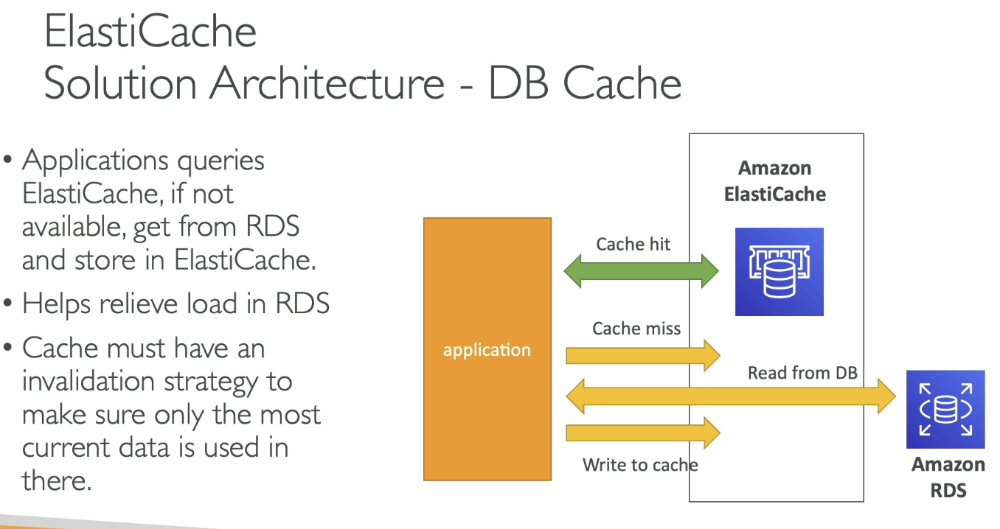 ElastiCache
Solution Architecture - DB Cache
• Applications queries
ElastiCache, if not
available, get from RDS
and store in ElastiCache.
• Helps relieve load in RDS
• Cache must have an
invalidation strategy to
make sure only the most
current data is used in
there.
application
Cache hit
Cache miss
Read from DB
Write to cache
Amazon
ElastiCache
Amazon
RDS